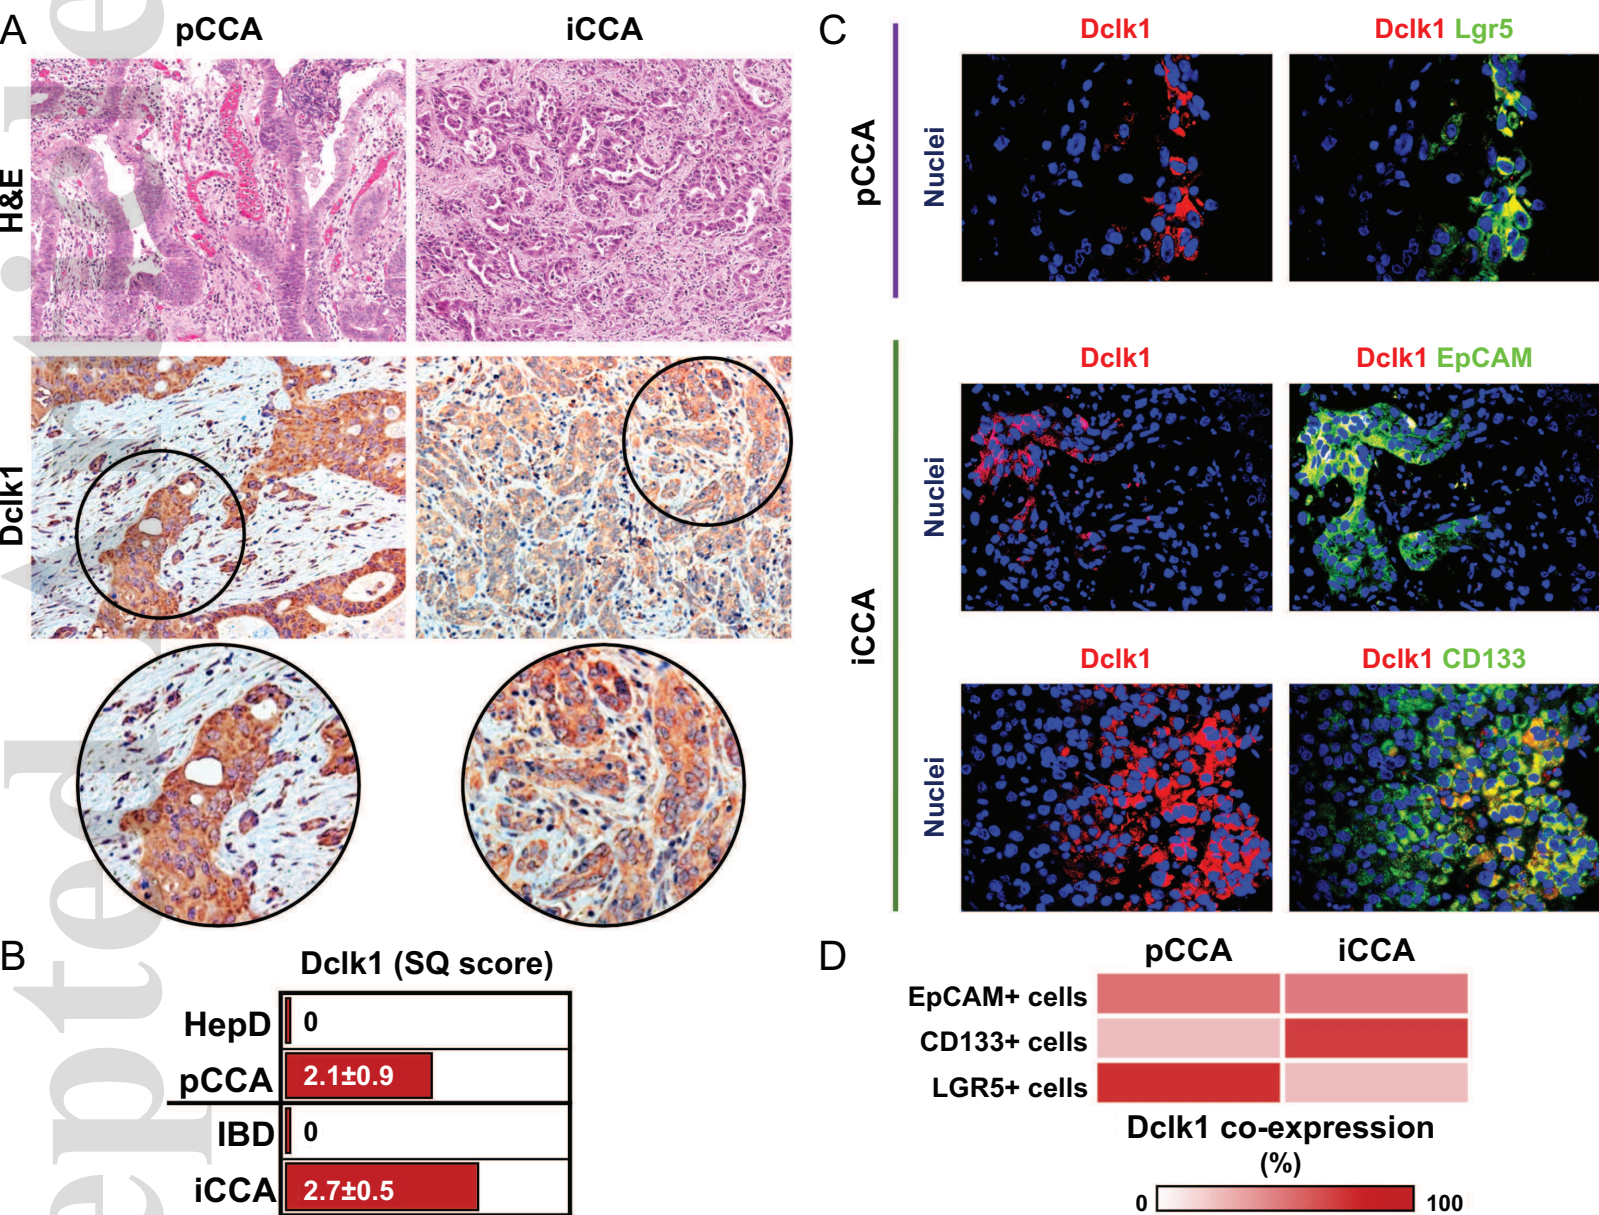 A
pCCA
iCCA
H&E
Dclk1
B
Dclk1 (SQ score)
HepD
0
pCCA
2.1±0.9
IBD
0
iCCA
2.7±0.5
C
Dclk1
Dclk1 Lgr5
pCCA
Nuclei
Dclk1
Dclk1 EpCAM
iCCA
Nuclei
Dclk1
Dclk1 CD133
Nuclei
D
pCCA
iCCA
EpCAM+ cells
CD133+ cells
LGR5+ cells
Dclk1 co-expression
(%)
0
100